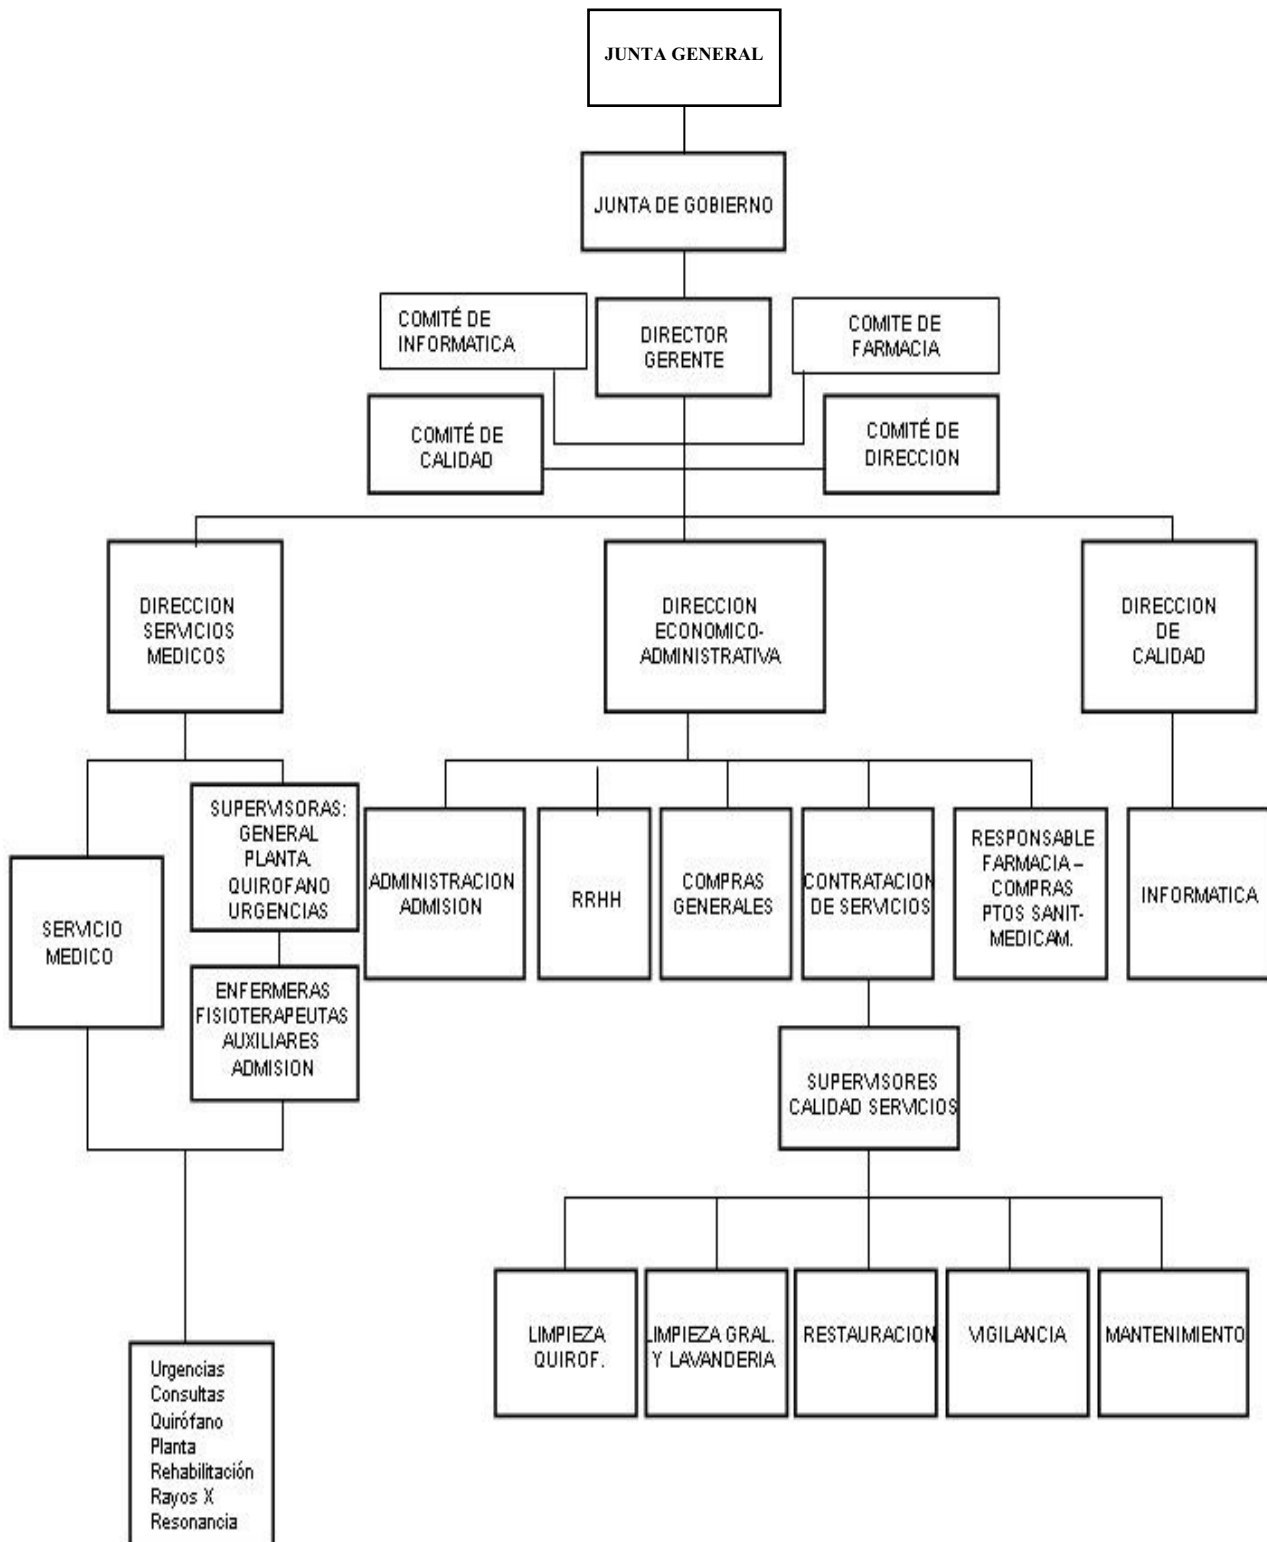 JUNTA GENERAL
JUNTA DE GOBIERNO
COMITÉ DE
INFORMATICA
DIRECTOR
GERENTE
COMITE DE
FARMACIA
COMITÉ DE
CALIDAD
COMITÉ DE
DIRECCION
DIRECCION
SERVICIOS
MEDICOS
DIRECCION
ECONOMICO-
ADMINISTRATIVA
DIRECCION
DE
CALIDAD
SERVICIO
MEDICO
SUPERVISORAS:
GENERAL
PLANTA.
QUIROFANO
URGENCIAS
ENFERMERAS
FISIOTERAPEUTAS
AUXILIARES
ADMISION
ADMINISTRACION
ADMISION
RRHH
COMPRAS
GENERALES
CONTRATACION
DE SERVICIOS
RESPONSABLE
FARMACIA –
COMPRAS
PTOS SANIT-
MEDICAM.
INFORMATICA
SUPERVISORES
CALIDAD SERVICIOS
LIMPIEZA
QUIROF.
LIMPIEZA GRAL.
Y LAVANDERIA
RESTAURACION
VIGILANCIA
MANTENIMIENTO
Urgencias
Consultas
Quirófano
Planta
Rehabilitación
Rayos X
Resonancia